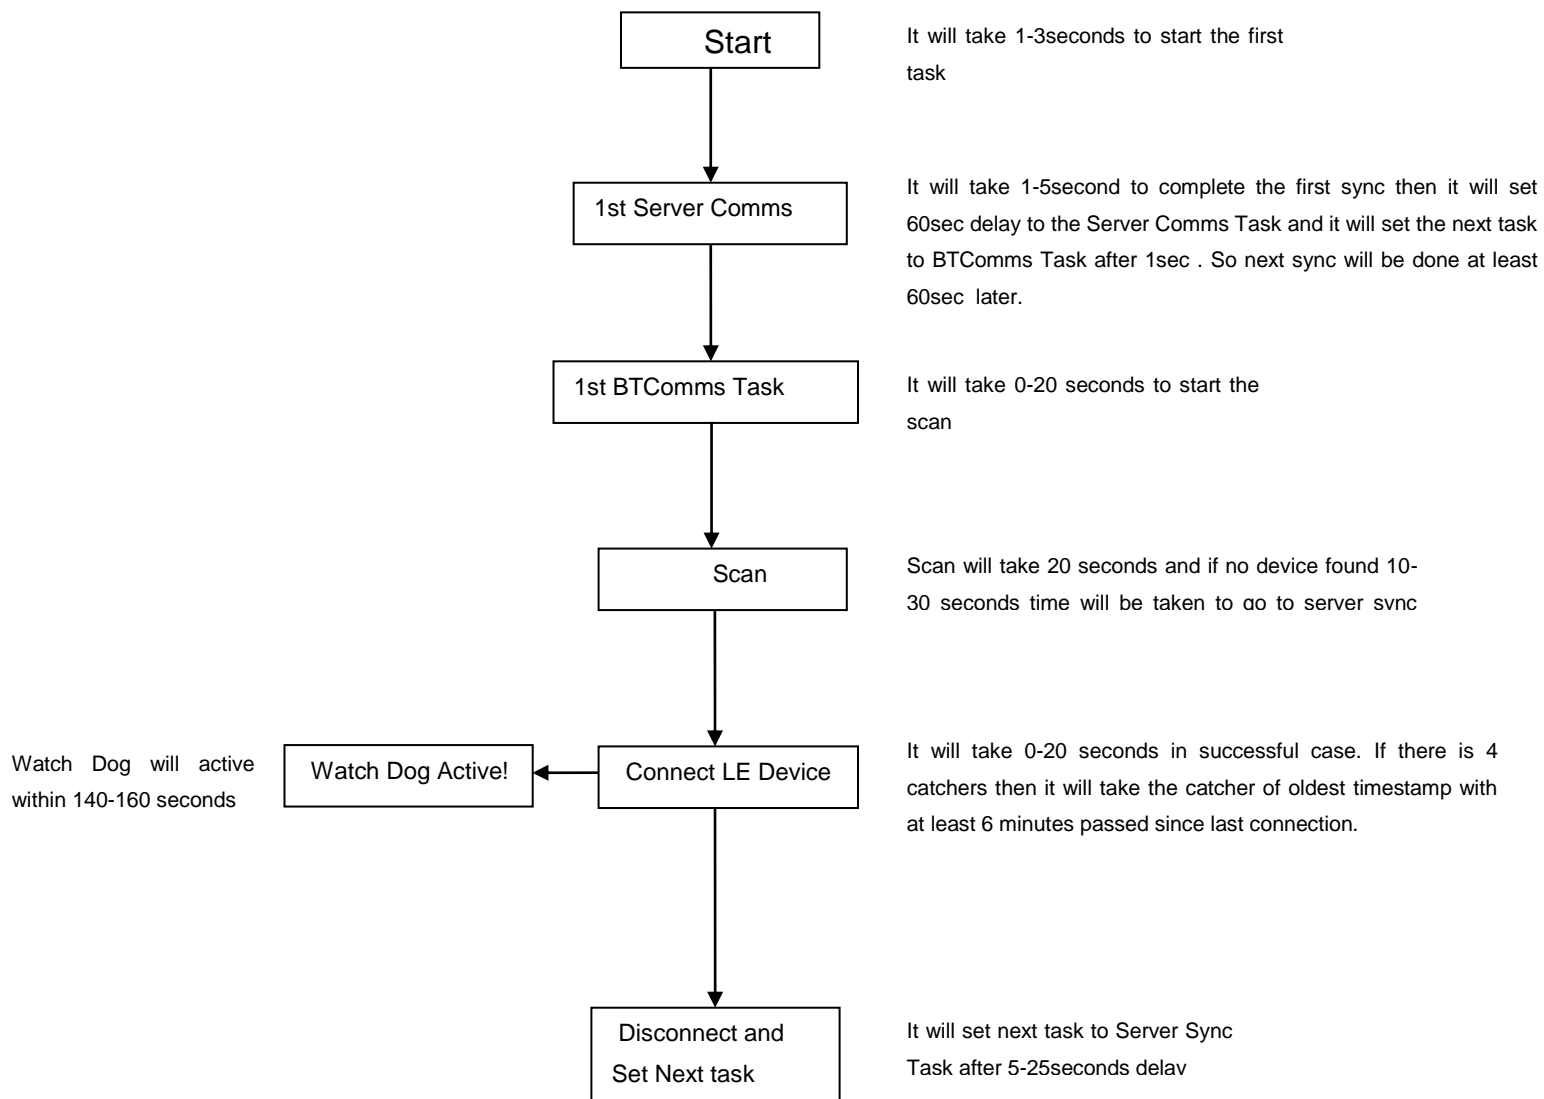 Start
It will take 1-3seconds to start the first
task
1st Server Comms
It will take 1-5second to complete the first sync then it will set
60sec delay to the Server Comms Task and it will set the next task
to BTComms Task after 1sec . So next sync will be done at least
60sec later.
1st BTComms Task
It will take 0-20 seconds to start the
scan
Scan
Scan will take 20 seconds and if no device found 10-
30 seconds time will be taken to go to server sync
Watch Dog will active
within 140-160 seconds
Watch Dog Active!
Connect LE Device
It will take 0-20 seconds in successful case. If there is 4
catchers then it will take the catcher of oldest timestamp with
at least 6 minutes passed since last connection.
Disconnect and
Set Next task
It will set next task to Server Sync
Task after 5-25seconds delay